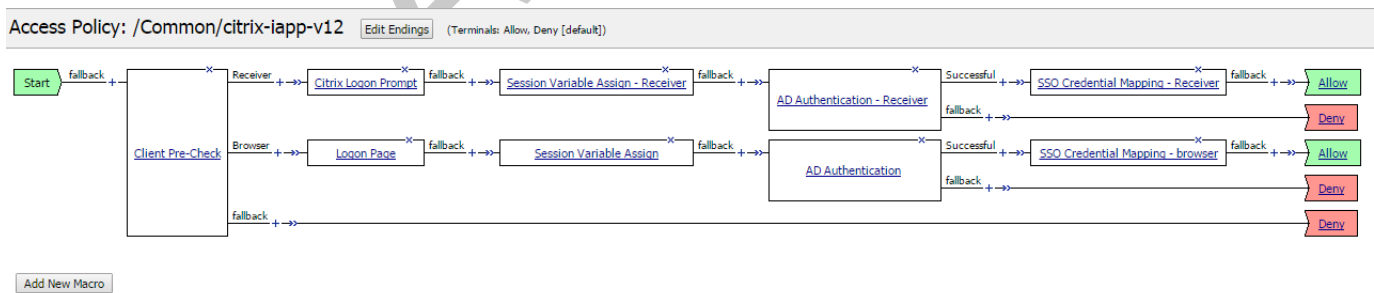 Access Policy: /Common/citrix-iapp-v12 Edit Endings (Terminals: Allow, Deny [default])
Start fallback + Receiver + Citrix Logon Prompt fallback + Session Variable Assign - Receiver fallback + AD Authentication - Receiver Successful + SSO Credential Mapping - Receiver fallback + Allow
fallback + Deny
Client Pre-Check Browser + Logon Page fallback + Session Variable Assign fallback + AD Authentication Successful + SSO Credential Mapping - browser fallback + Allow
fallback + Deny
fallback + Deny
Add New Macro